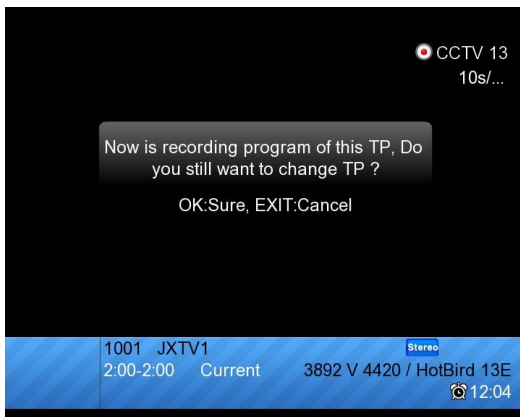 CCTV 13
10s/...
Now is recording program of this TP, Do
you still want to change TP ?
OK:Sure, EXIT:Cancel
1001 JXTV1 Stereo
2:00-2:00 Current 3892 V 4420 / HotBird 13E
12:04